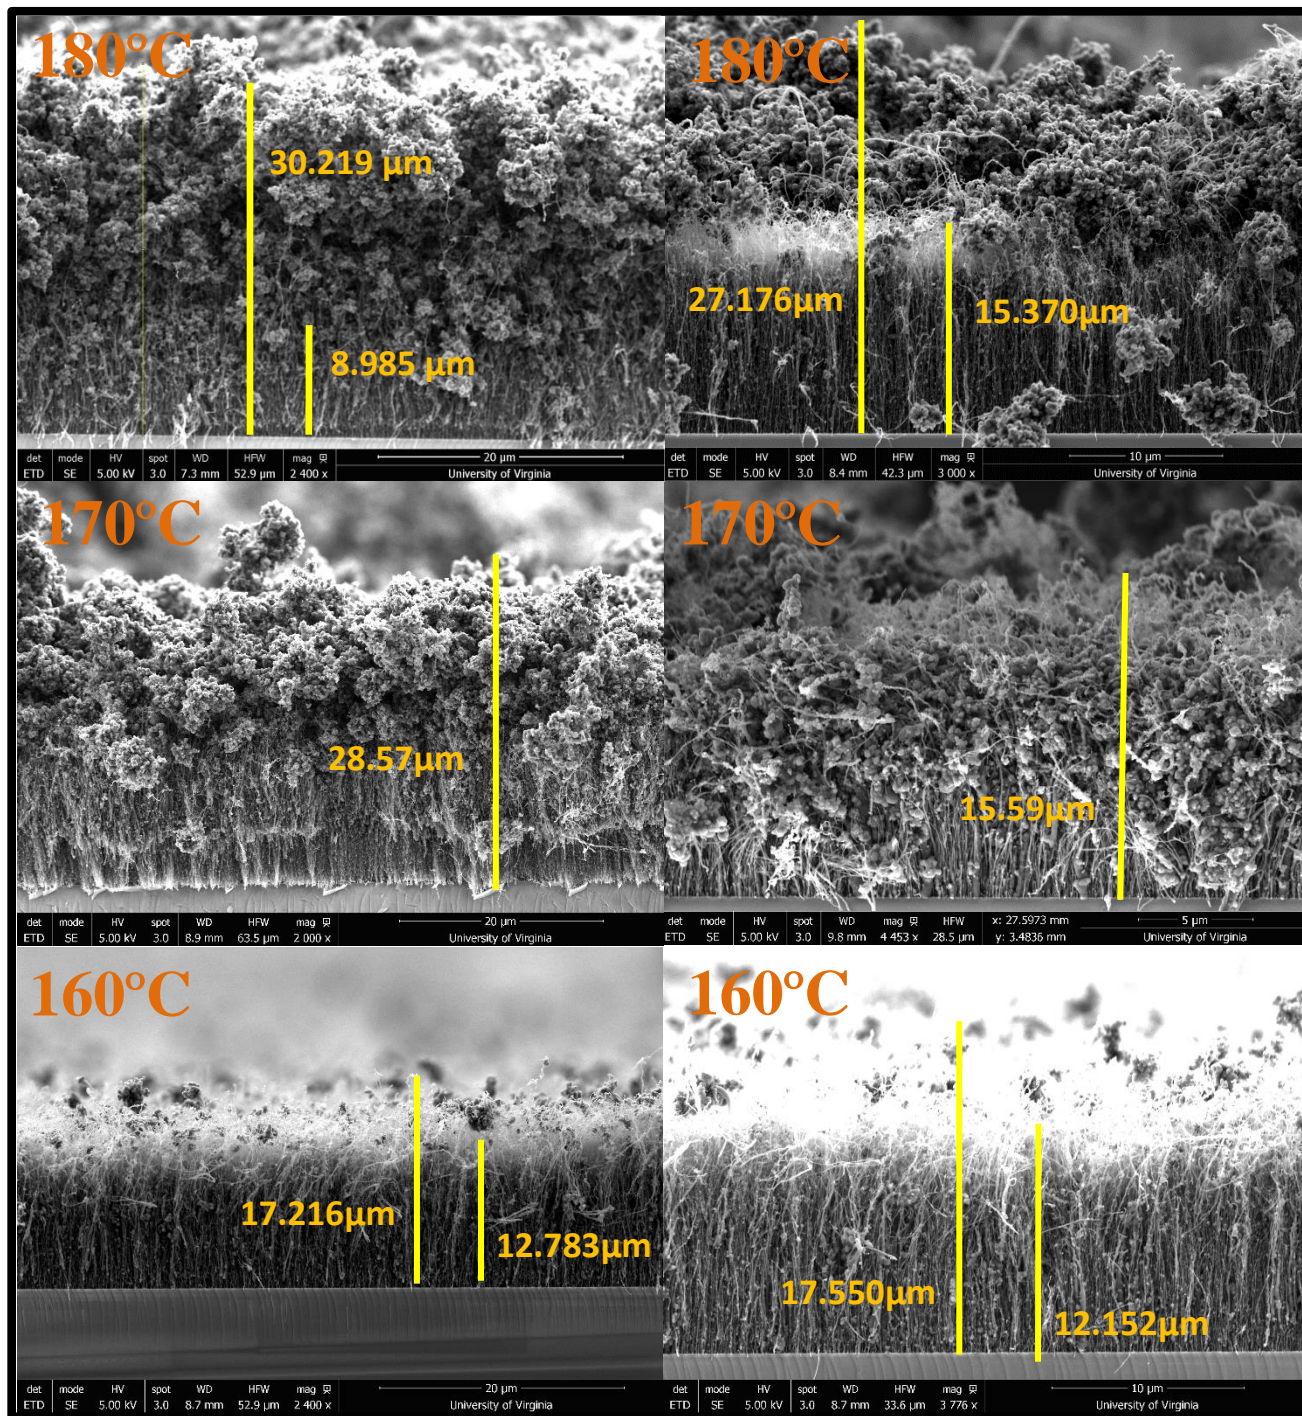 180°C
30.219 µm
8.985 µm
det mode HV spot WD HFW mag 20 µm
ETD SE 5.00 kV 3.0 7.3 mm 52.9 µm 2 400 x University of Virginia
180°C
27.176µm
15.370µm
det mode HV spot WD HFW mag 10 µm
ETD SE 5.00 kV 3.0 8.4 mm 42.3 µm 3 000 x University of Virginia
170°C
28.57µm
det mode HV spot WD HFW mag 20 µm
ETD SE 5.00 kV 3.0 8.9 mm 63.5 µm 2 000 x University of Virginia
170°C
15.59µm
det mode HV spot WD mag HFW x: 27.5973 mm 5 µm
ETD SE 5.00 kV 3.0 9.8 mm 4 453 x 28.5 µm y: 3.4836 mm University of Virginia
160°C
17.216µm
12.783µm
det mode HV spot WD HFW mag 20 µm
ETD SE 5.00 kV 3.0 8.7 mm 52.9 µm 2 400 x University of Virginia
160°C
17.550µm
12.152µm
det mode HV spot WD HFW mag 10 µm
ETD SE 5.00 kV 3.0 8.7 mm 33.6 µm 3 776 x University of Virginia